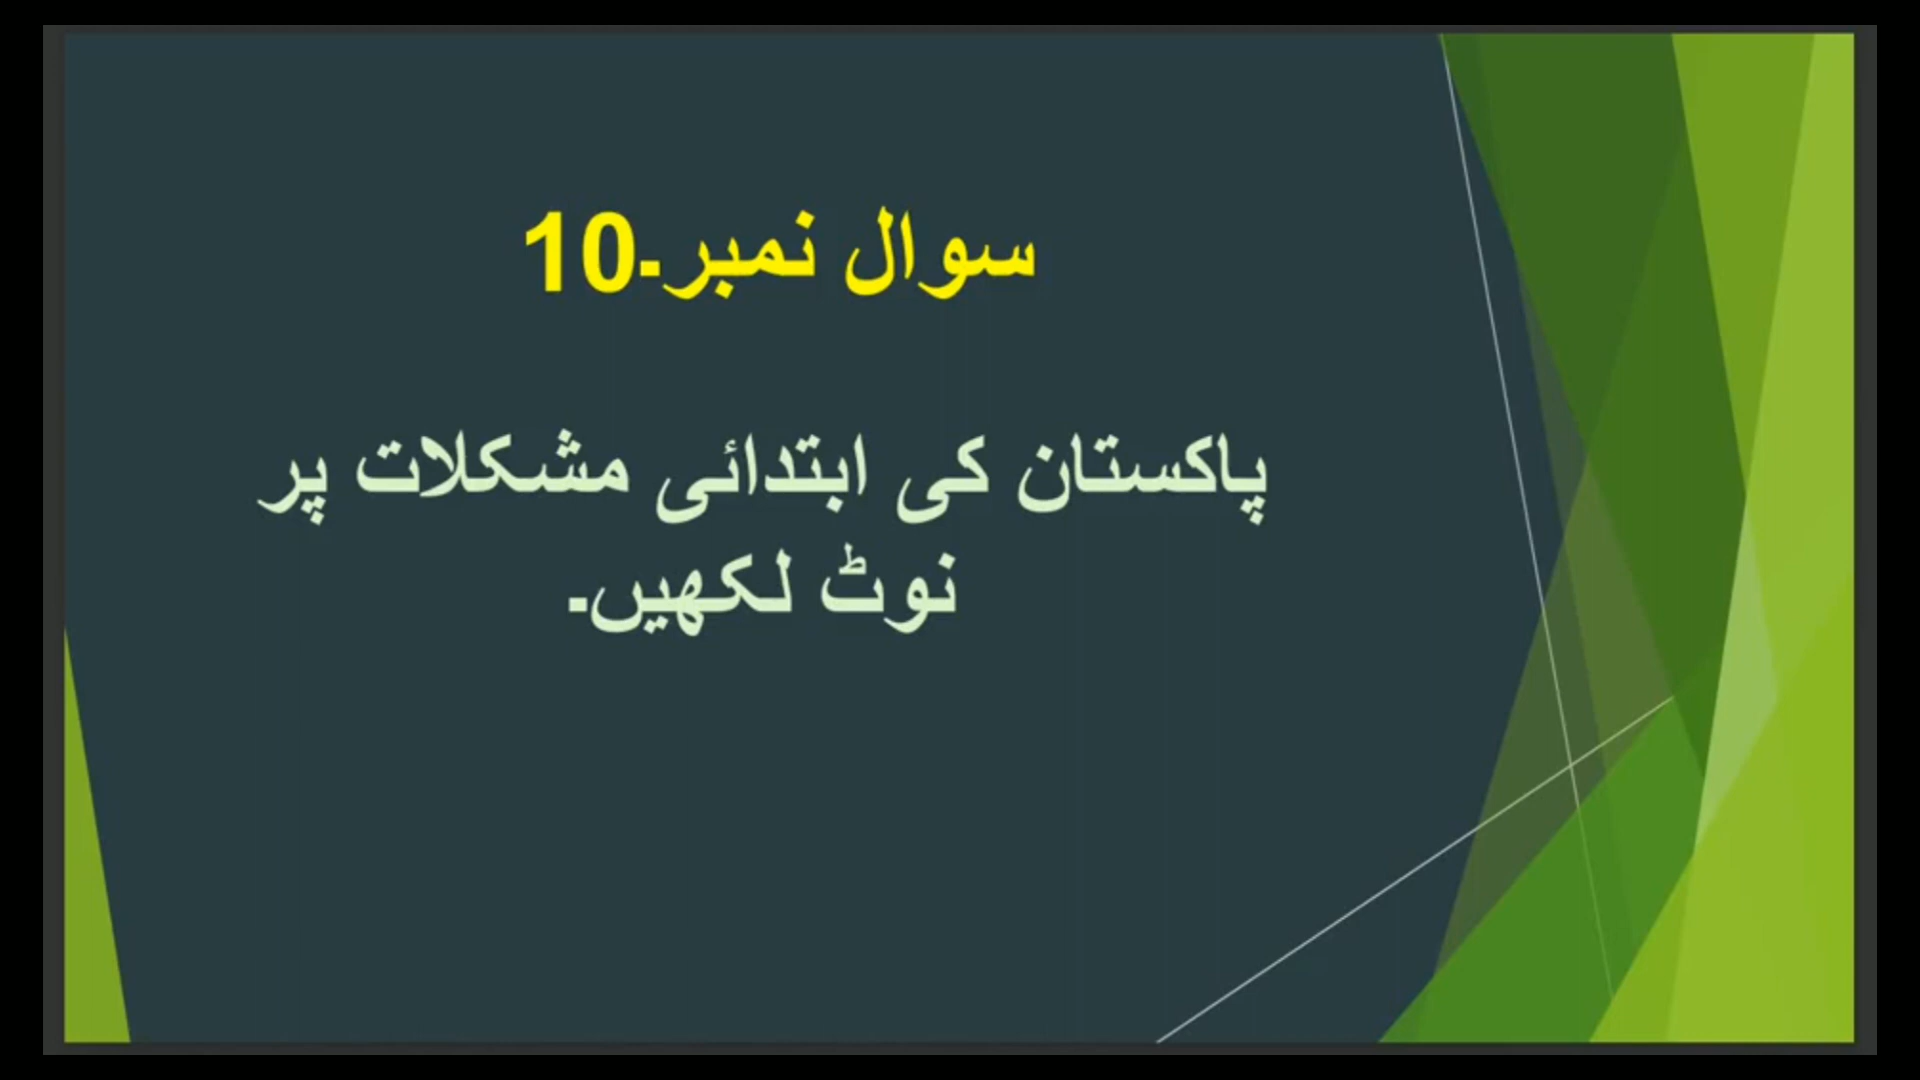 سوال نمبر۔10
پاکستان کی ابتدائی مشکلات پر
نوٹ لکھیں۔